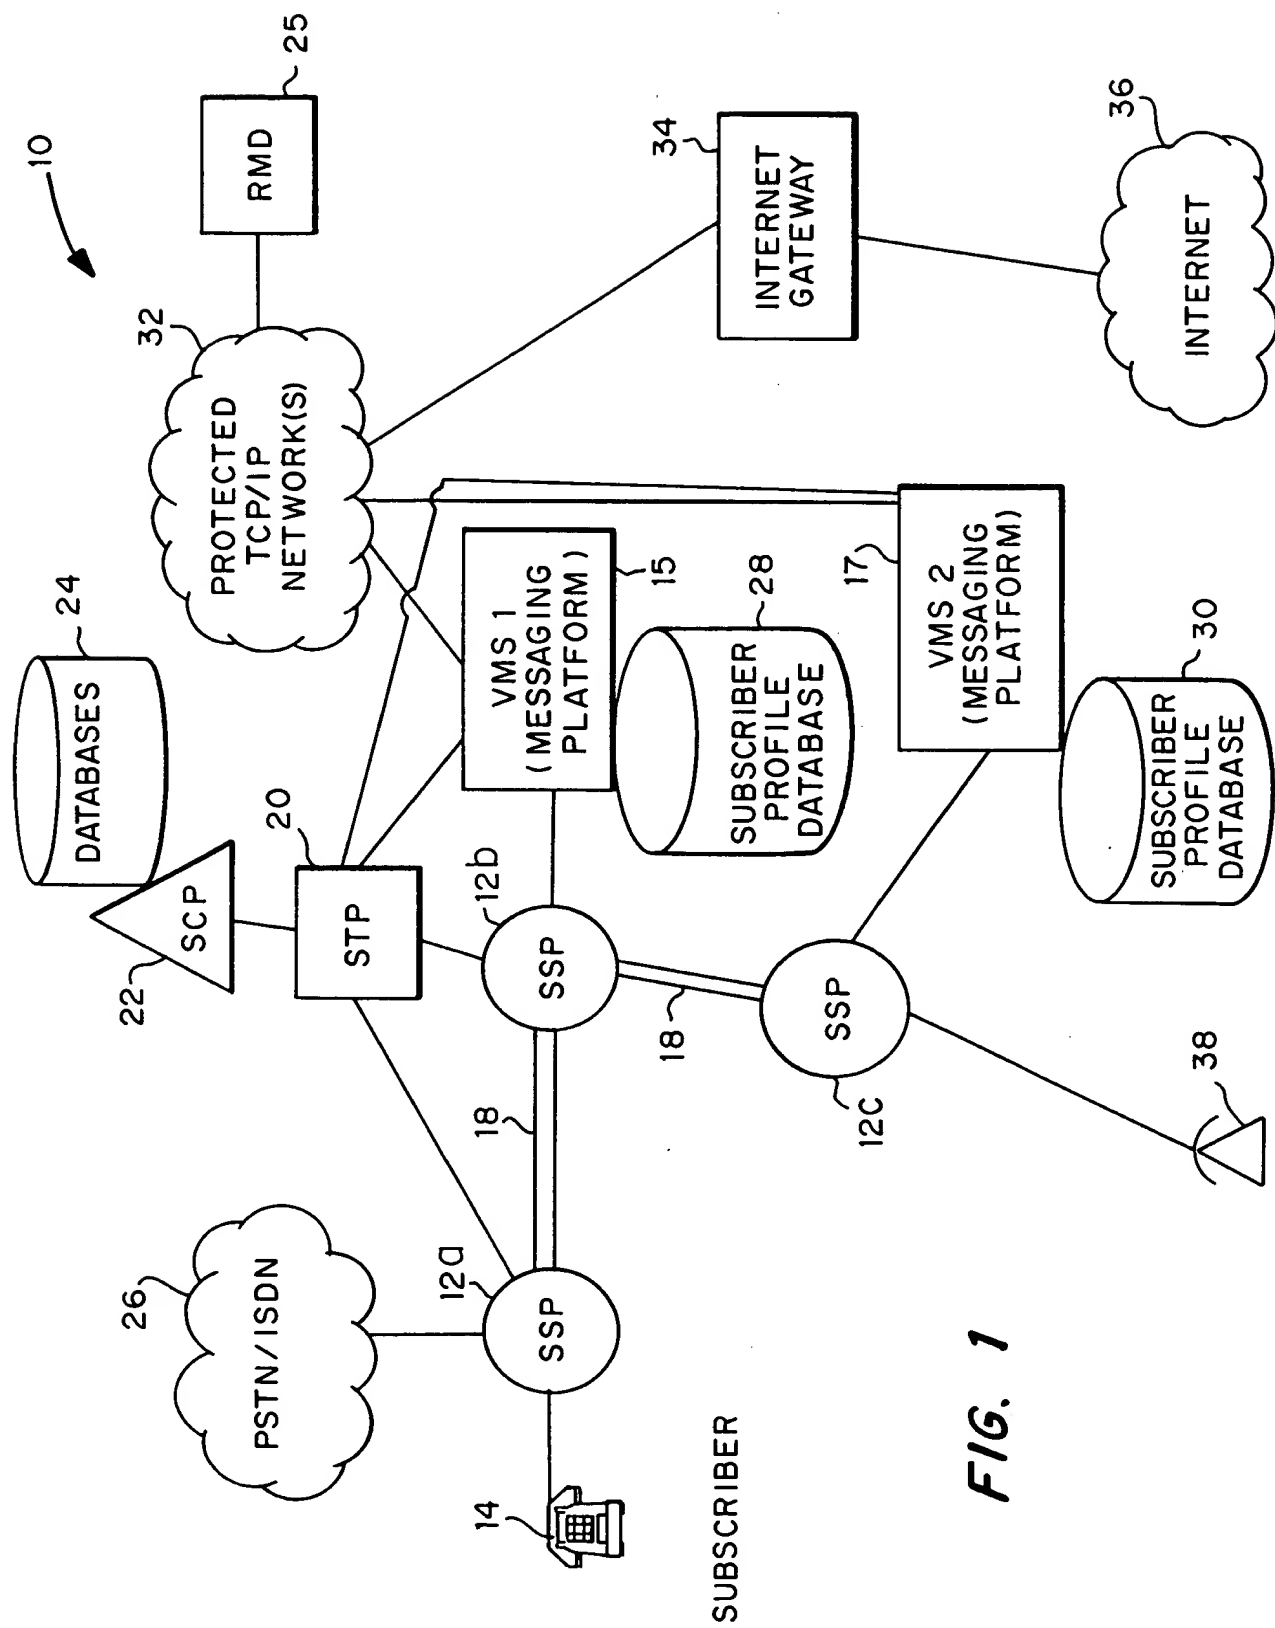 10
24
DATABASES
22
SCP
20
STP
26
PSTN/ISDN
32
PROTECTED
TCP/IP
NETWORK(S)
25
RMD
14
SUBSCRIBER
12a
SSP
18
12b
SSP
18
12C
SSP
38
VMS 1
(MESSAGING
PLATFORM)
15
28
SUBSCRIBER
PROFILE
DATABASE
17
VMS 2
(MESSAGING
PLATFORM)
30
SUBSCRIBER
PROFILE
DATABASE
34
INTERNET
GATEWAY
36
INTERNET
FIG. 1